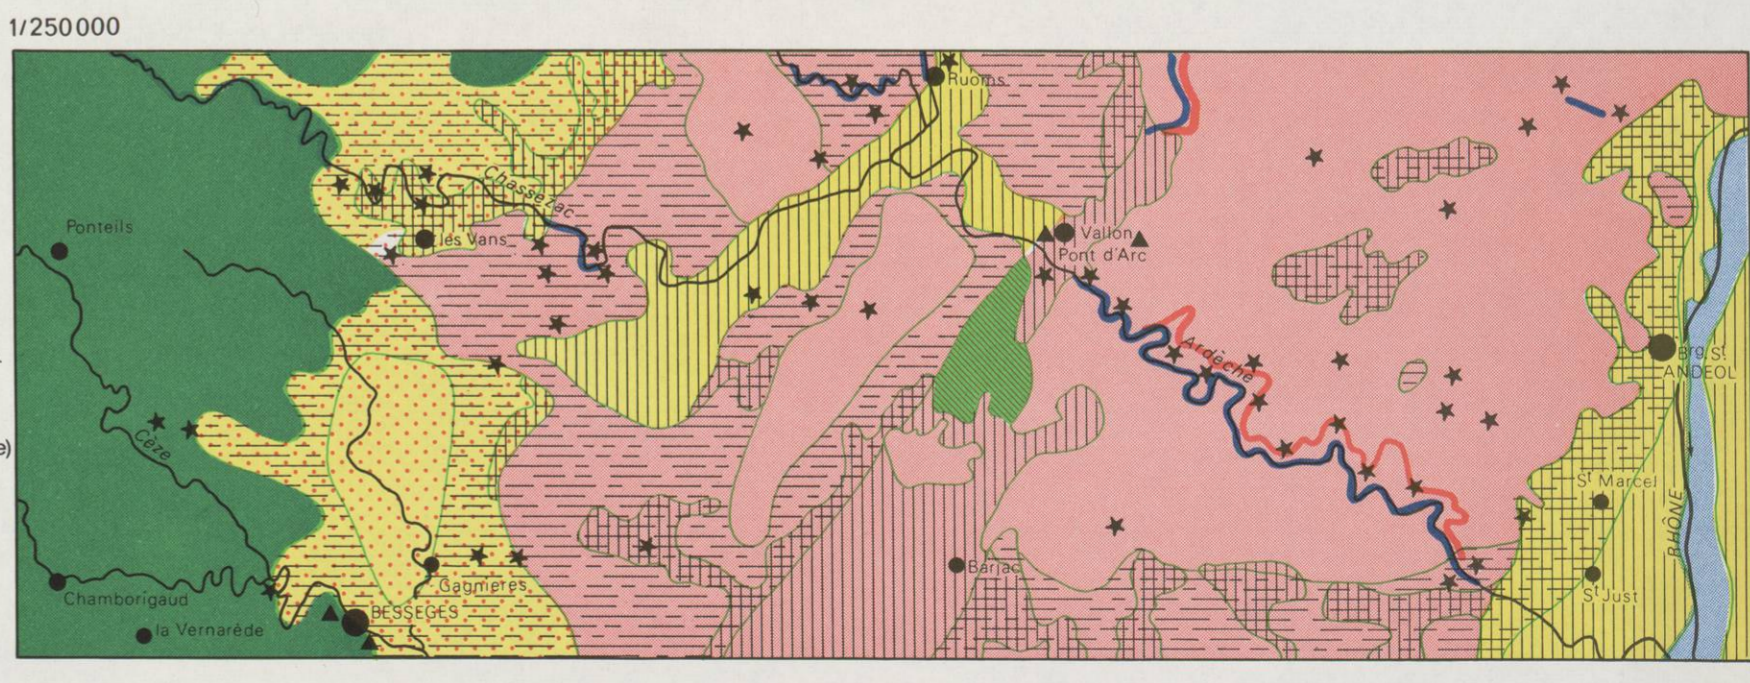 1/250000
Ruoms
Chassezac
Ponteils
les Vans
Vallon
Pont d'Arc
Ardèche
Brg St
ANDEOL
Cèze
e)
St Marcel
RHÔNE
Barjac
Gagnieres
Chamborigaud
St Just
BESSEGES
la Vernarède